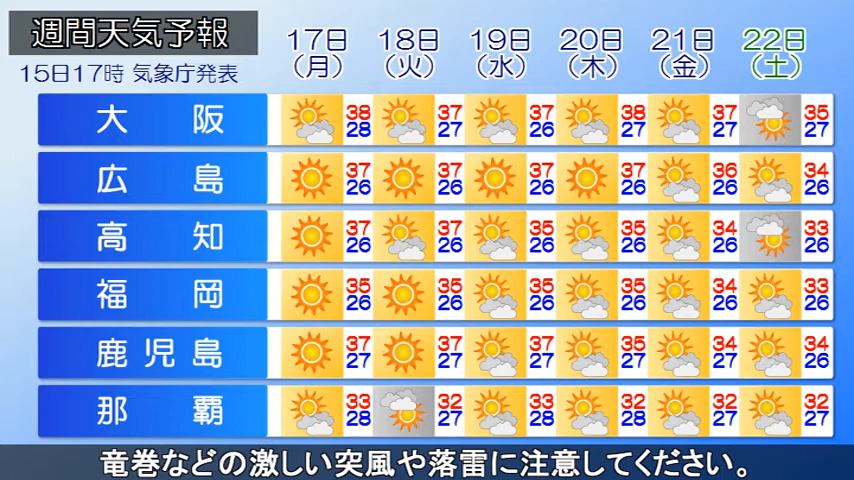 週間天気予報
15日17時 気象庁発表
17日 18日 19日 20日 21日 22日
(月) (火) (水) (木) (金) (土)
大阪 38 28 37 27 37 26 38 27 37 27 35 27
広島 37 26 37 26 37 26 37 26 36 26 34 26
高知 37 26 37 26 35 26 35 26 34 26 33 26
福岡 35 26 35 26 35 26 35 26 34 26 33 26
鹿児島 37 27 37 27 37 27 35 27 34 27 34 26
那覇 33 28 32 27 33 28 32 28 32 27 32 27
竜巻などの激しい突風や落雷に注意してください。